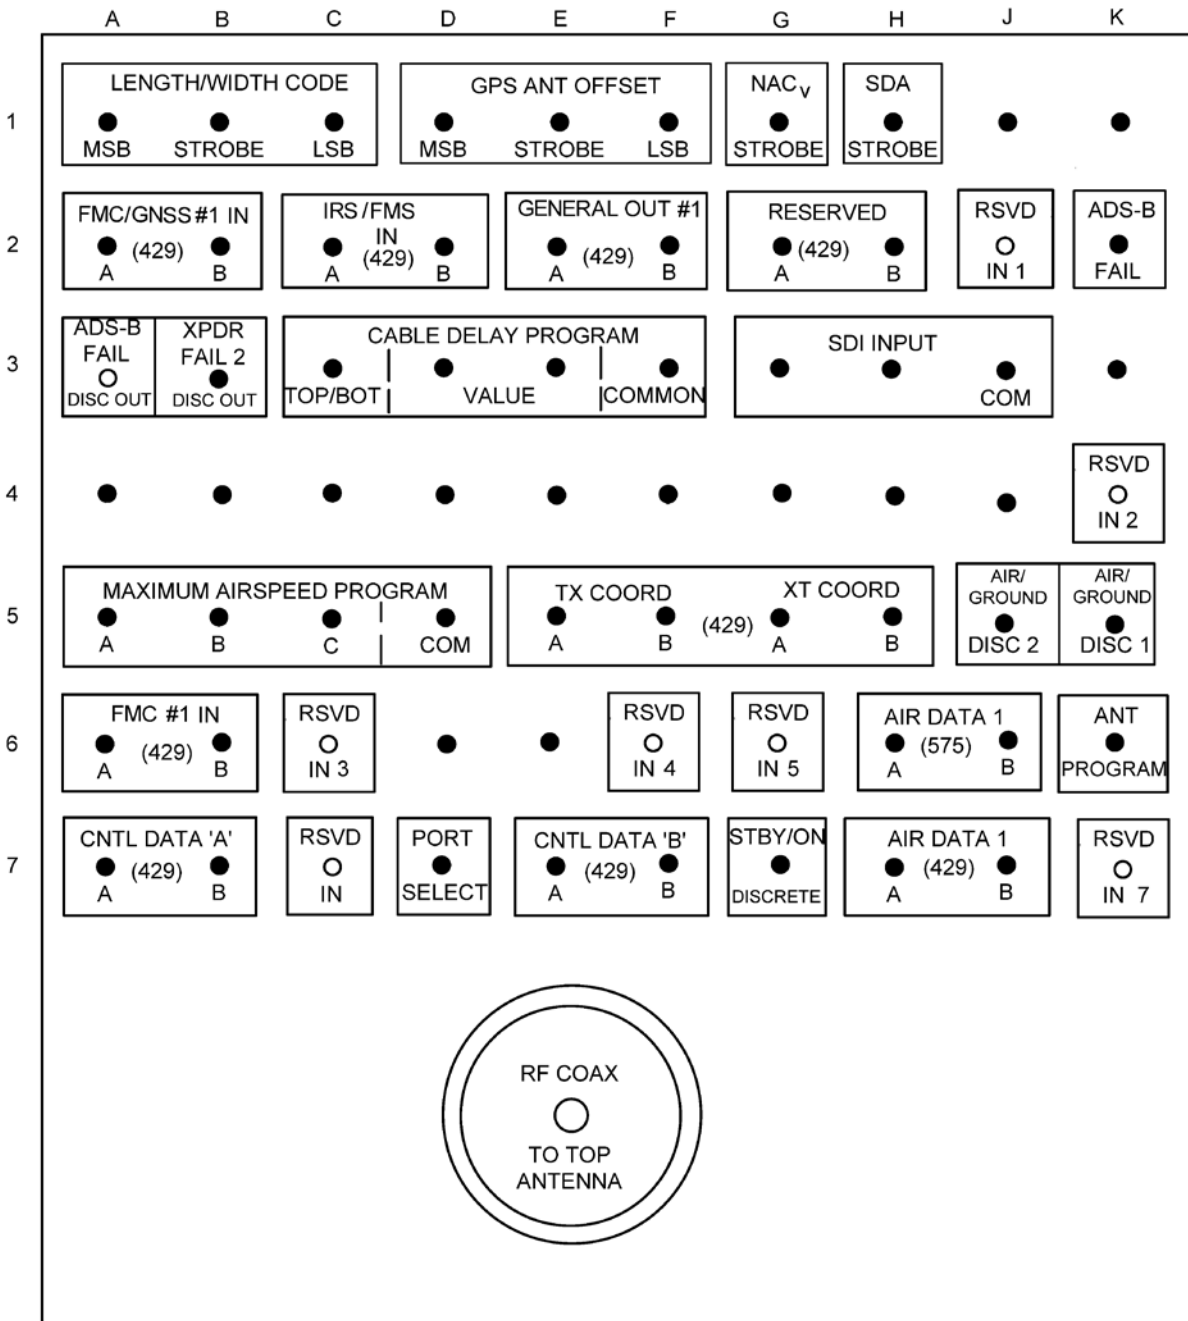 A B C D E F G H J K
1
LENGTH/WIDTH CODE GPS ANT OFFSET NACV SDA
MSB STROBE LSB MSB STROBE LSB STROBE STROBE
2
FMC/GNSS #1 IN IRS/FMS IN GENERAL OUT #1 RESERVED RSVD ADS-B
(429) (429) (429) (429)
A B A B A B A B IN 1 FAIL
3
ADS-B XPDR CABLE DELAY PROGRAM SDI INPUT
FAIL FAIL 2
DISC OUT DISC OUT TOP/BOT VALUE COMMON COM
4
RSVD
IN 2
5
MAXIMUM AIRSPEED PROGRAM TX COORD XT COORD AIR/ AIR/
GROUND GROUND
(429)
A B C COM A B A B DISC 2 DISC 1
6
FMC #1 IN RSVD RSVD RSVD AIR DATA 1 ANT
(429) (575)
A B IN 3 IN 4 IN 5 A B PROGRAM
7
CNTL DATA 'A' RSVD PORT CNTL DATA 'B' STBY/ON AIR DATA 1 RSVD
(429) (429) (429)
A B IN SELECT A B DISCRETE A B IN 7
RF COAX
TO TOP
ANTENNA